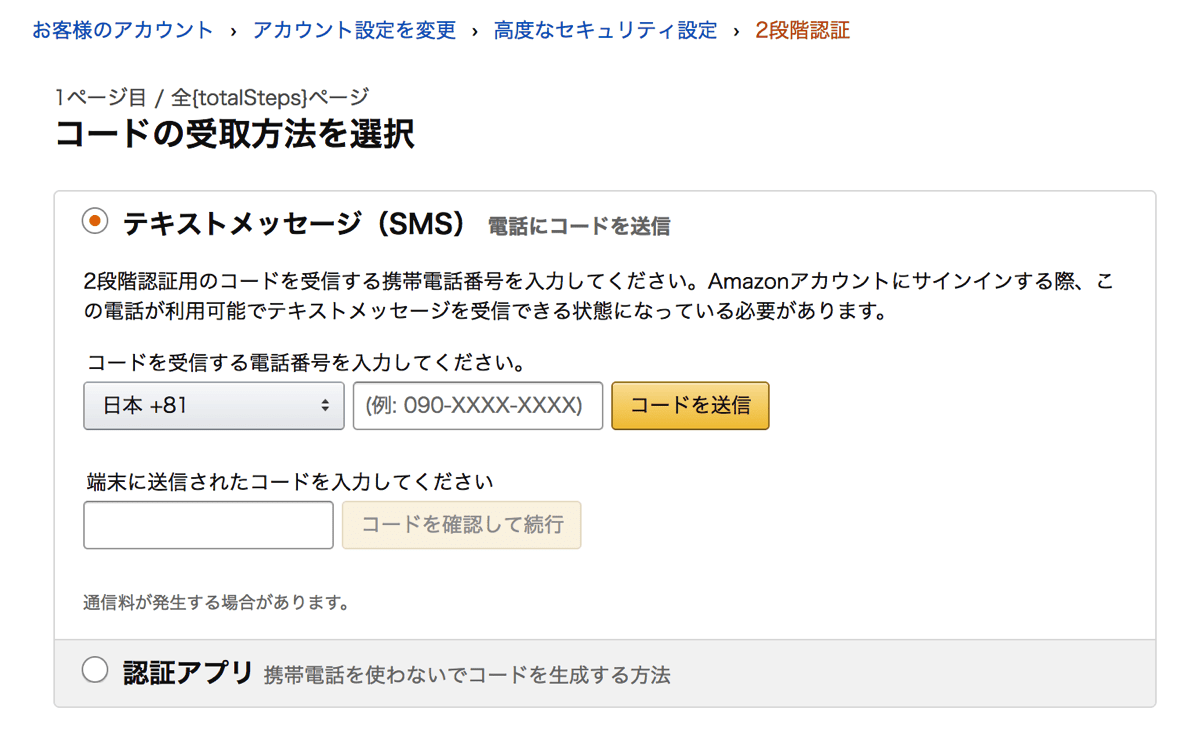 お客様のアカウント › アカウント設定を変更 › 高度なセキュリティ設定 › 2段階認証
1ページ目 / 全{totalSteps}ページ
コードの受取方法を選択
テキストメッセージ（SMS） 電話にコードを送信
2段階認証用のコードを受信する携帯電話番号を入力してください。Amazonアカウントにサインインする際、こ
の電話が利用可能でテキストメッセージを受信できる状態になっている必要があります。
コードを受信する電話番号を入力してください。
日本 +81 (例: 090-XXXX-XXXX) コードを送信
端末に送信されたコードを入力してください
コードを確認して続行
通信料が発生する場合があります。
認証アプリ 携帯電話を使わないでコードを生成する方法